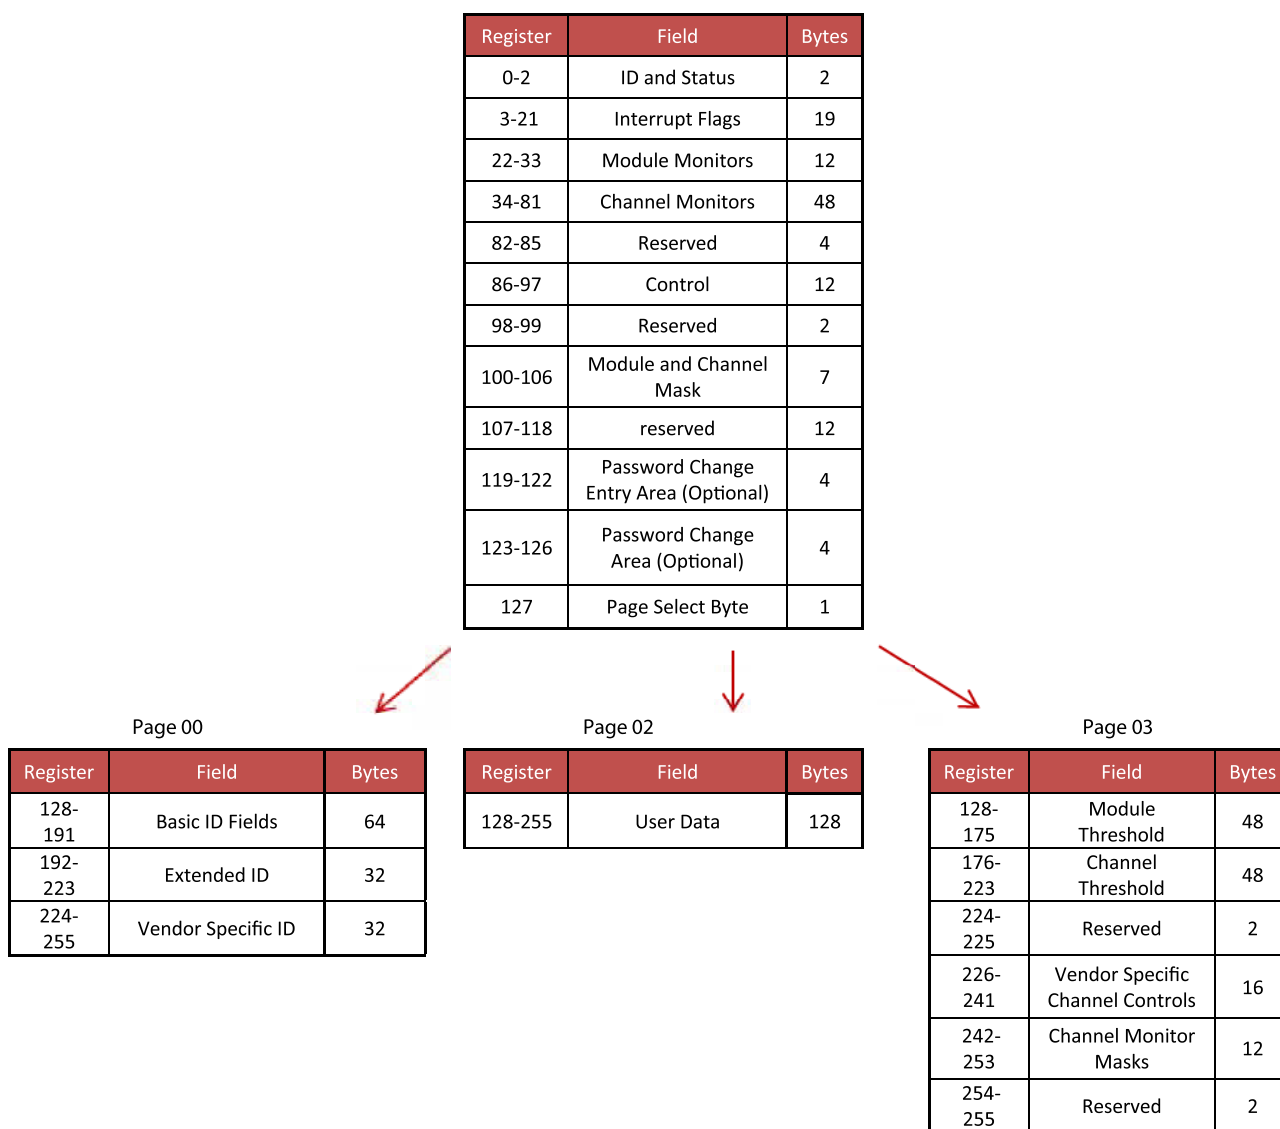 Register Field Bytes
0-2 ID and Status 2
3-21 Interrupt Flags 19
22-33 Module Monitors 12
34-81 Channel Monitors 48
82-85 Reserved 4
86-97 Control 12
98-99 Reserved 2
100-106 Module and Channel 7
Mask
107-118 reserved 12
119-122 Password Change 4
Entry Area (Optional)
123-126 Password Change 4
Area (Optional)
127 Page Select Byte 1
Page 00
Register Field Bytes
128- Basic ID Fields 64
191
192- Extended ID 32
223
224- Vendor Specific ID 32
255
Page 02
Register Field Bytes
128-255 User Data 128
Page 03
Register Field Bytes
128- Module 48
175 Threshold
176- Channel 48
223 Threshold
224- Reserved 2
225
226- Vendor Specific 16
241 Channel Controls
242- Channel Monitor 12
253 Masks
254- Reserved 2
255